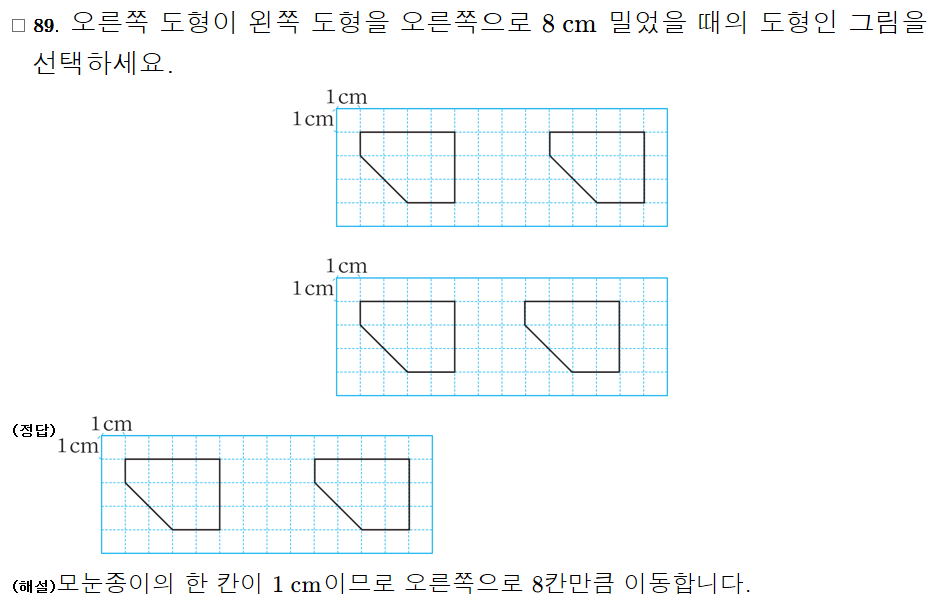 □ 89. 오른쪽 도형이 왼쪽 도형을 오른쪽으로 8 cm 밀었을 때의 도형인 그림을
선택하세요.
1cm
1cm
1cm
1cm
(정답)
1cm
1cm
(해설)모눈종이의 한 칸이 1 cm이므로 오른쪽으로 8칸만큼 이동합니다.